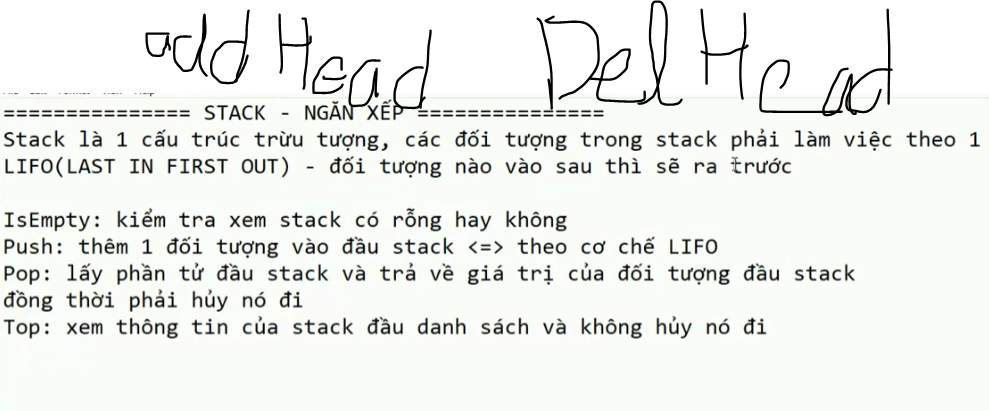 addHead DelHead
=============== STACK - NGĂN XẾP ===============
Stack là 1 cấu trúc trừu tượng, các đối tượng trong stack phải làm việc theo 1
LIFO(LAST IN FIRST OUT) - đối tượng nào vào sau thì sẽ ra trước
IsEmpty: kiểm tra xem stack có rỗng hay không
Push: thêm 1 đối tượng vào đầu stack <=> theo cơ chế LIFO
Pop: lấy phần tử đầu stack và trả về giá trị của đối tượng đầu stack
đồng thời phải hủy nó đi
Top: xem thông tin của stack đầu danh sách và không hủy nó đi